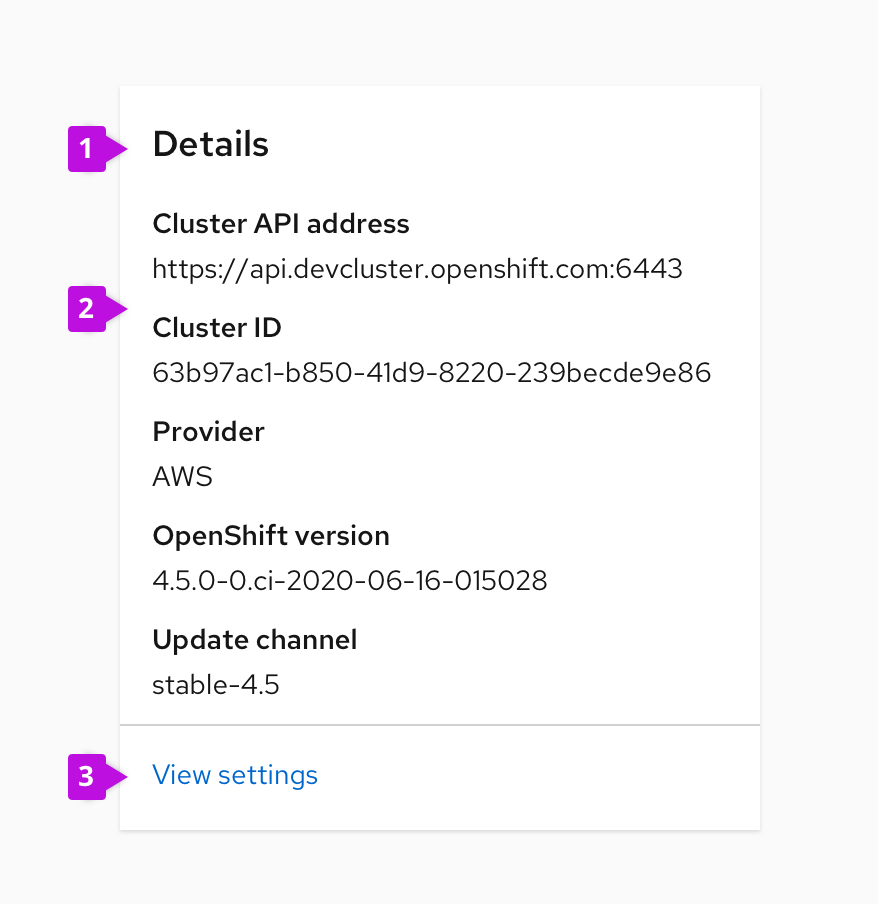 1
Details
Cluster API address
https://api.devcluster.openshift.com:6443
2
Cluster ID
63b97ac1-b850-41d9-8220-239becde9e86
Provider
AWS
OpenShift version
4.5.0-0.ci-2020-06-16-015028
Update channel
stable-4.5
3
View settings